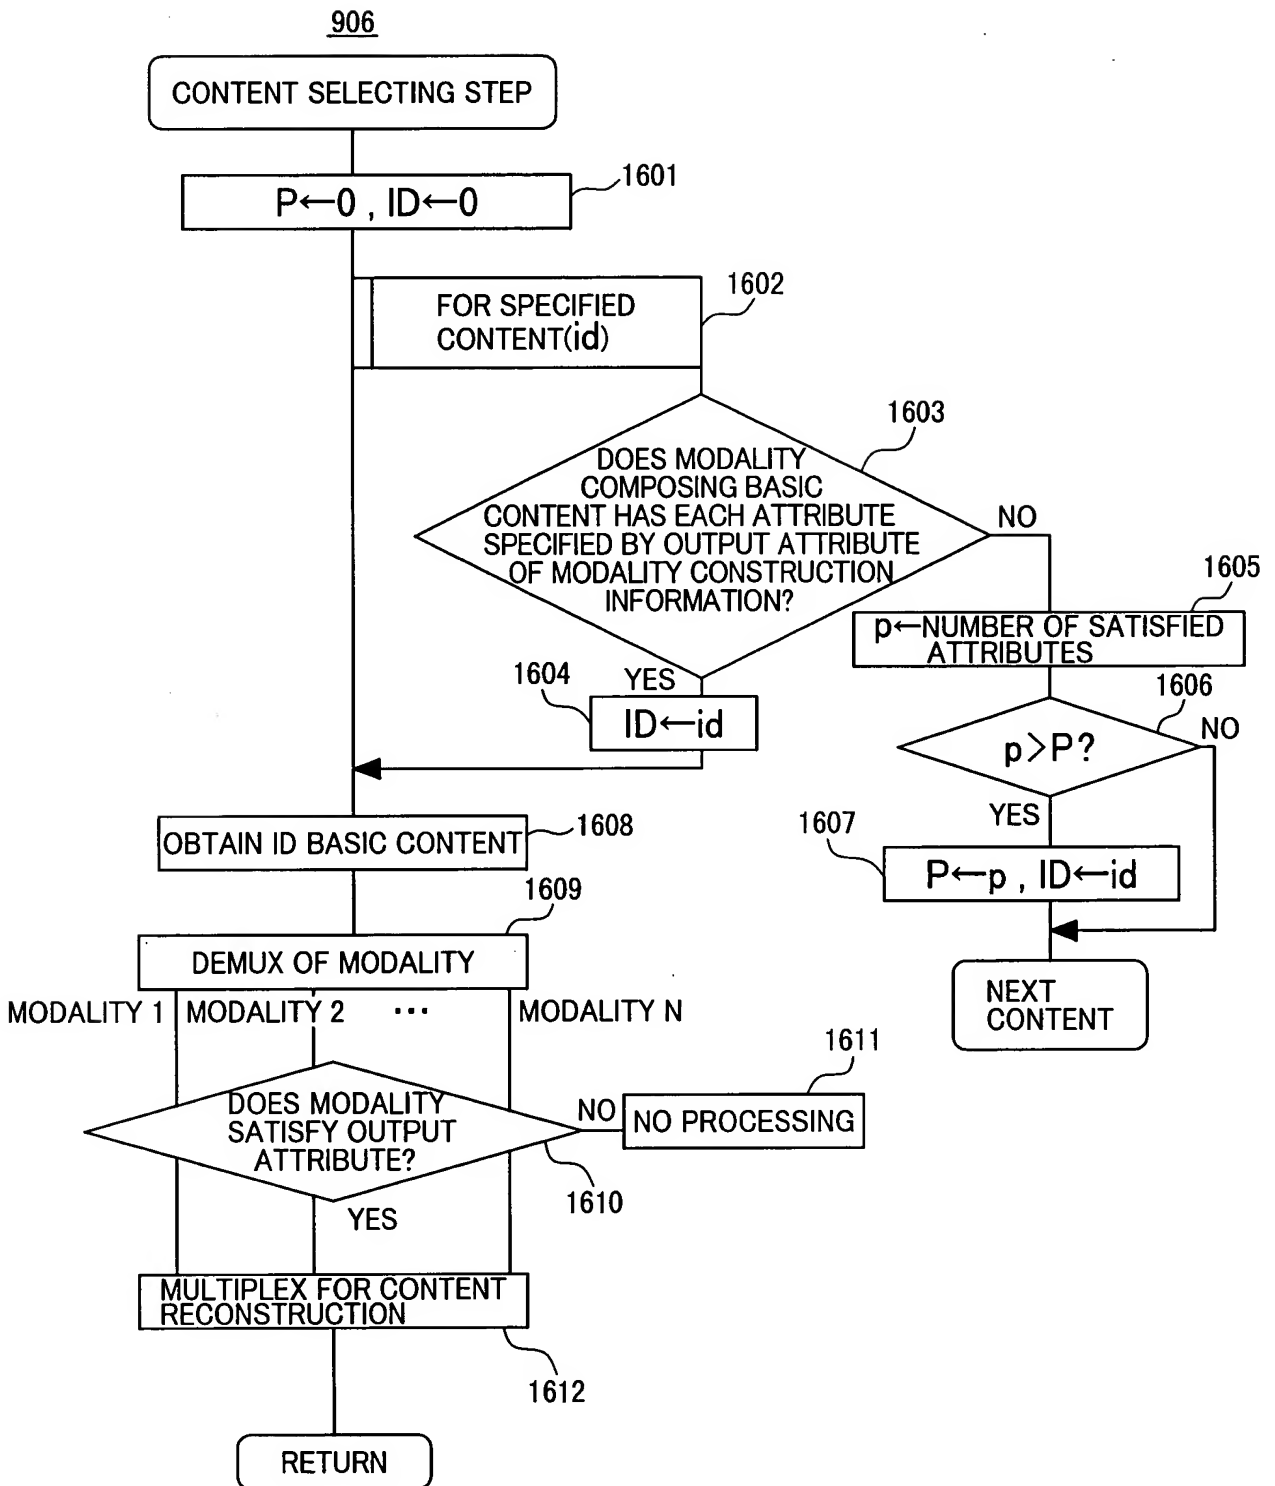 906
CONTENT SELECTING STEP
1601
P←0 , ID←0
1602
FOR SPECIFIED
CONTENT(id)
1603
DOES MODALITY
COMPOSING BASIC
CONTENT HAS EACH ATTRIBUTE
SPECIFIED BY OUTPUT ATTRIBUTE
OF MODALITY CONSTRUCTION
INFORMATION?
NO
1605
p←NUMBER OF SATISFIED
ATTRIBUTES
YES
1604
ID←id
1606
p>P?
NO
YES
1607
P←p , ID←id
NEXT
CONTENT
1608
OBTAIN ID BASIC CONTENT
1609
DEMUX OF MODALITY
MODALITY 1 MODALITY 2 ... MODALITY N
DOES MODALITY
SATISFY OUTPUT
ATTRIBUTE?
NO
1611
NO PROCESSING
1610
YES
MULTIPLEX FOR CONTENT
RECONSTRUCTION
1612
RETURN